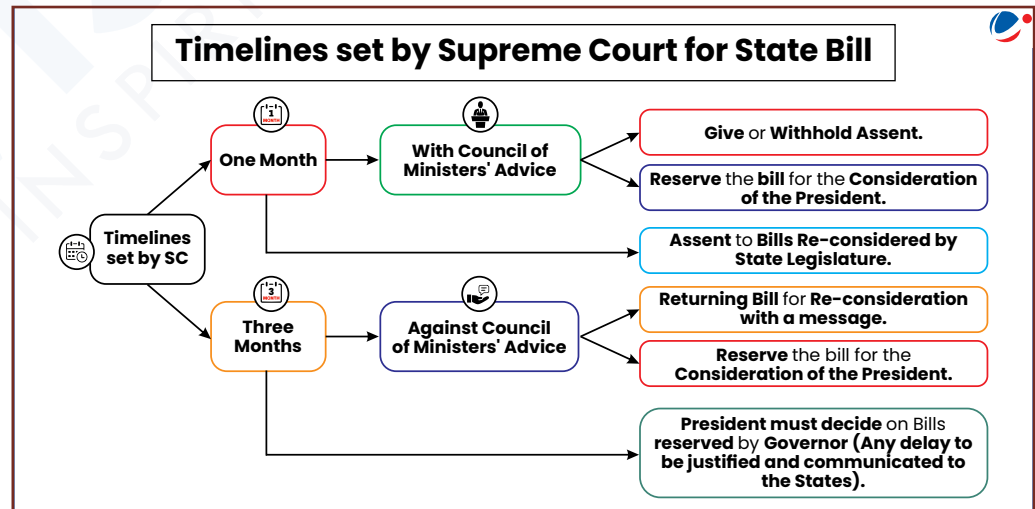 Timelines set by Supreme Court for State Bill
1
MONTH
One Month
With Council of
Ministers' Advice
Give or Withhold Assent.
Reserve the bill for the Consideration
of the President.
Timelines
set by SC
Assent to Bills Re-considered by
State Legislature.
3
MONTH
Three
Months
Against Council
of Ministers' Advice
Returning Bill for Re-consideration
with a message.
Reserve the bill for the
Consideration of the President.
President must decide on Bills
reserved by Governor (Any delay to
be justified and communicated to
the States).
INSPIR